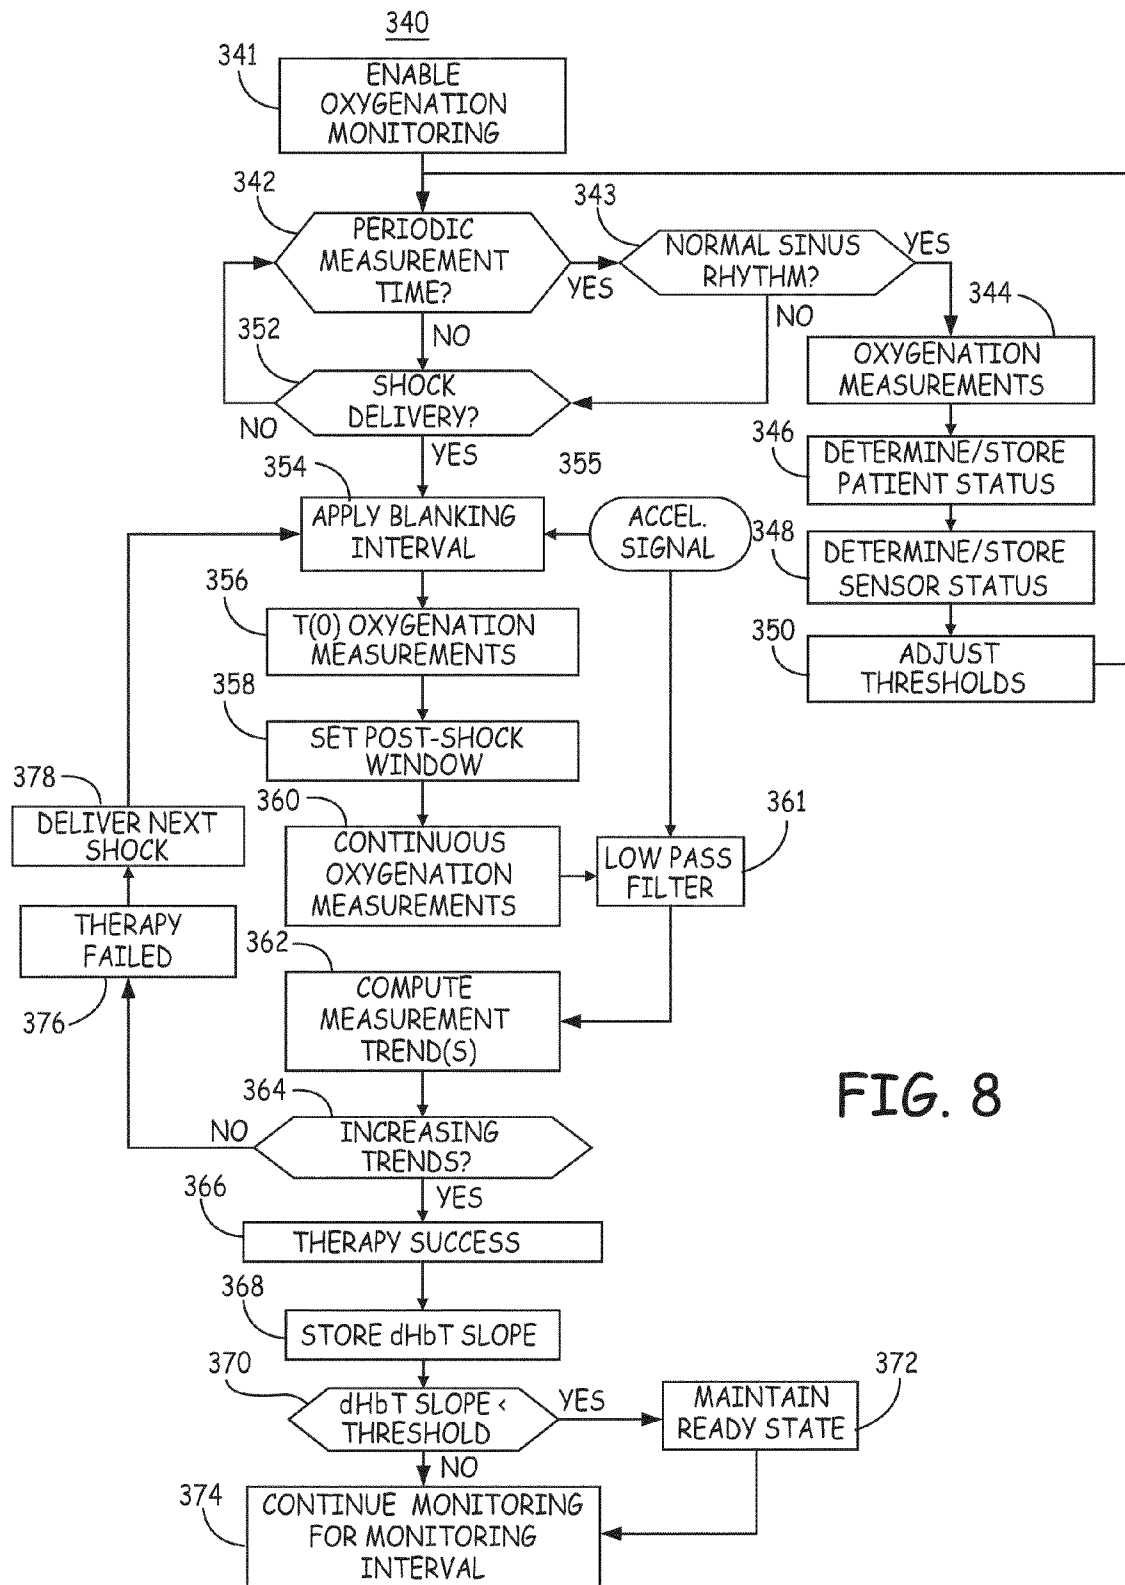 340
341
ENABLE
OXYGENATION
MONITORING
342
PERIODIC
MEASUREMENT
TIME?
YES
NO
343
NORMAL SINUS
RHYTHM?
YES
NO
344
OXYGENATION
MEASUREMENTS
346
DETERMINE/STORE
PATIENT STATUS
348
DETERMINE/STORE
SENSOR STATUS
350
ADJUST
THRESHOLDS
352
SHOCK
DELIVERY?
NO
YES
354
APPLY BLANKING
INTERVAL
355
ACCEL.
SIGNAL
356
T(0) OXYGENATION
MEASUREMENTS
358
SET POST-SHOCK
WINDOW
360
CONTINUOUS
OXYGENATION
MEASUREMENTS
361
LOW PASS
FILTER
362
COMPUTE
MEASUREMENT
TREND(S)
364
INCREASING
TRENDS?
NO
YES
378
DELIVER NEXT
SHOCK
THERAPY
FAILED
376
366
THERAPY SUCCESS
368
STORE dHbT SLOPE
370
dHbT SLOPE <
THRESHOLD
YES
NO
372
MAINTAIN
READY STATE
374
CONTINUE MONITORING
FOR MONITORING
INTERVAL
FIG. 8